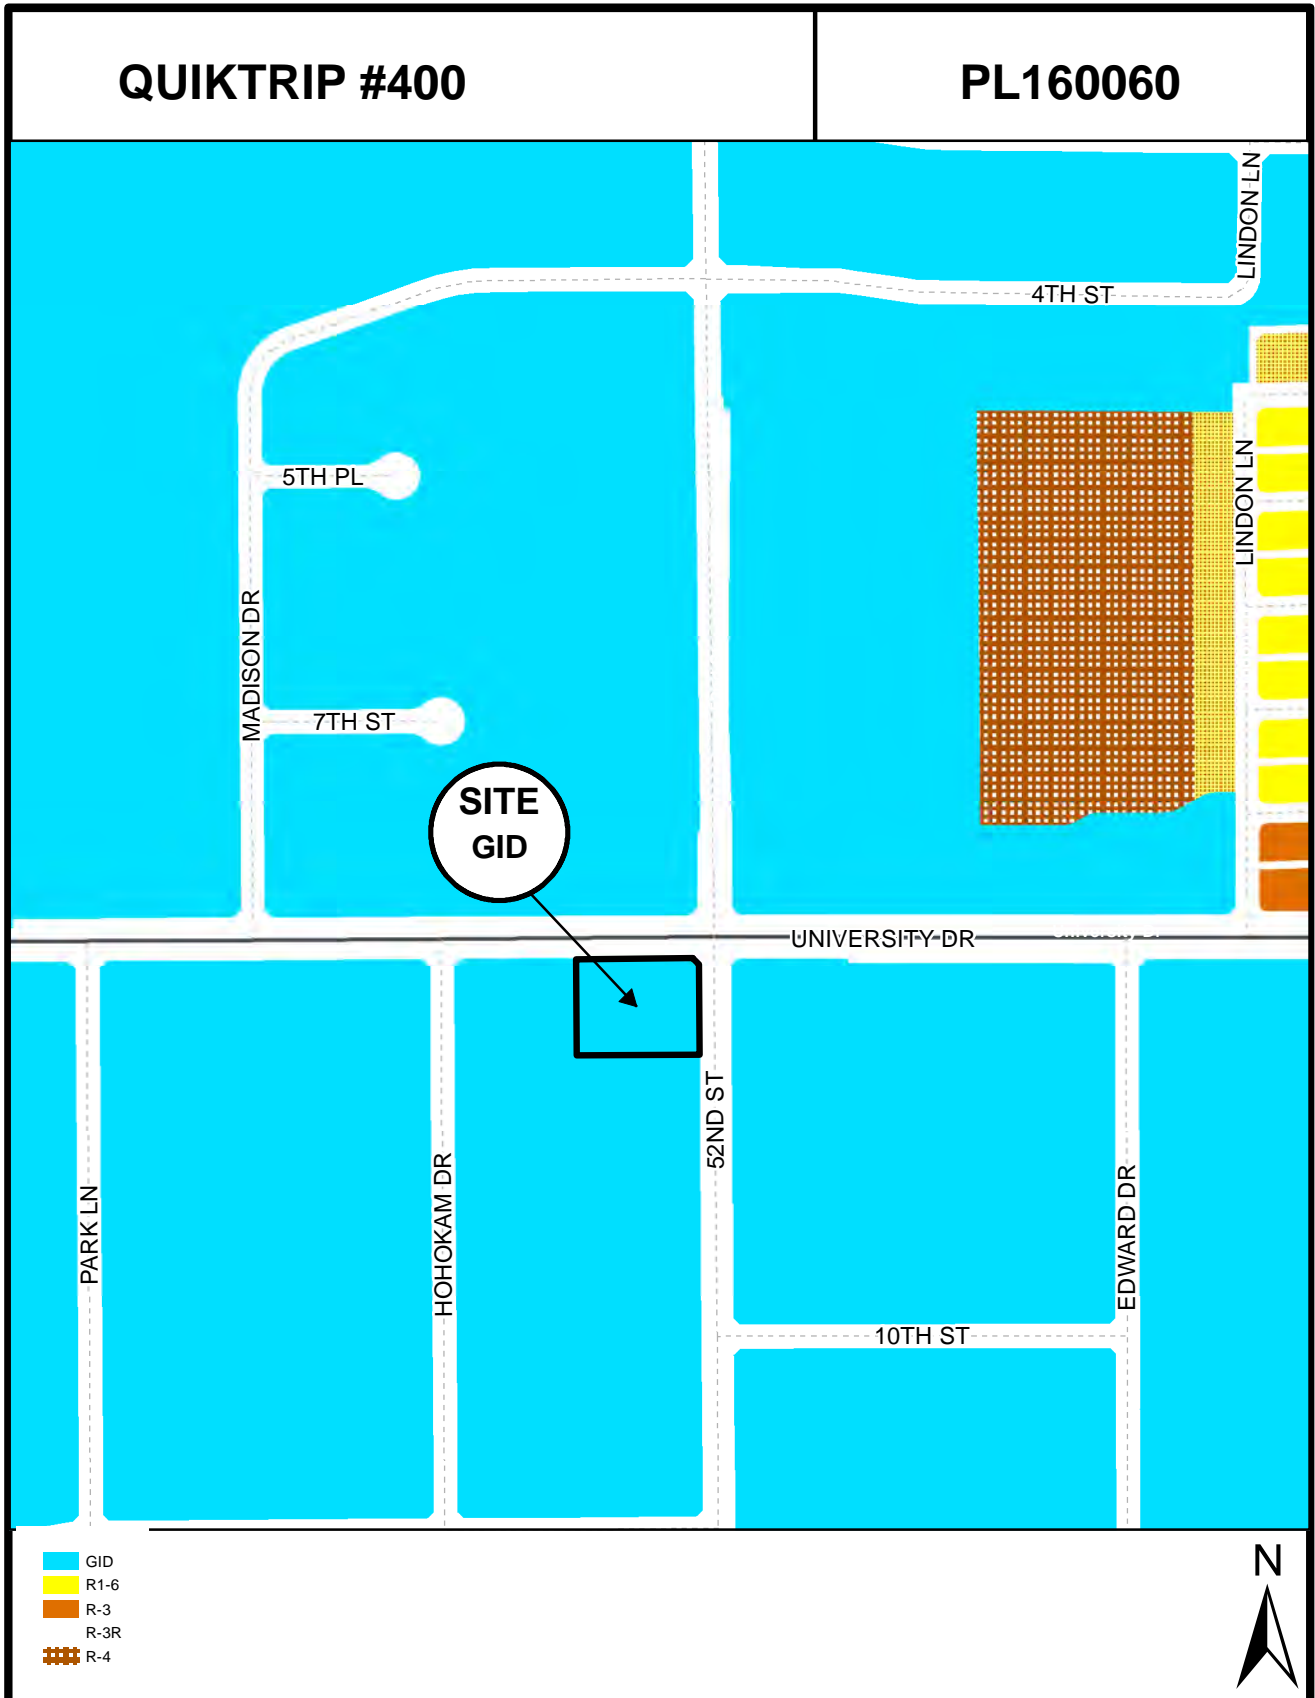 QUIKTRIP #400
PL160060
LINDON LN
4TH ST
5TH PL
LINDON LN
MADISON DR
7TH ST
SITE
GID
UNIVERSITY DR
52ND ST
PARK LN
HOHOKAM DR
EDWARD DR
10TH ST
GID
R1-6
R-3
R-3R
R-4
N